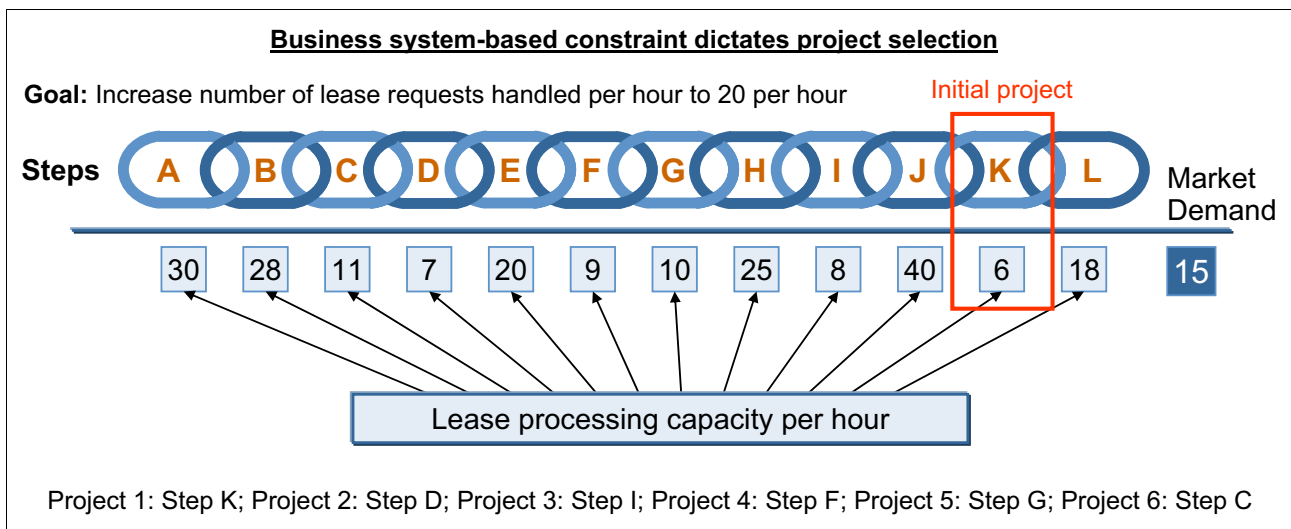 Business system-based constraint dictates project selection
Goal: Increase number of lease requests handled per hour to 20 per hour
Initial project
Steps A B C D E F G H I J K L
Market
Demand
30 28 11 7 20 9 10 25 8 40 6 18 15
Lease processing capacity per hour
Project 1: Step K; Project 2: Step D; Project 3: Step I; Project 4: Step F; Project 5: Step G; Project 6: Step C